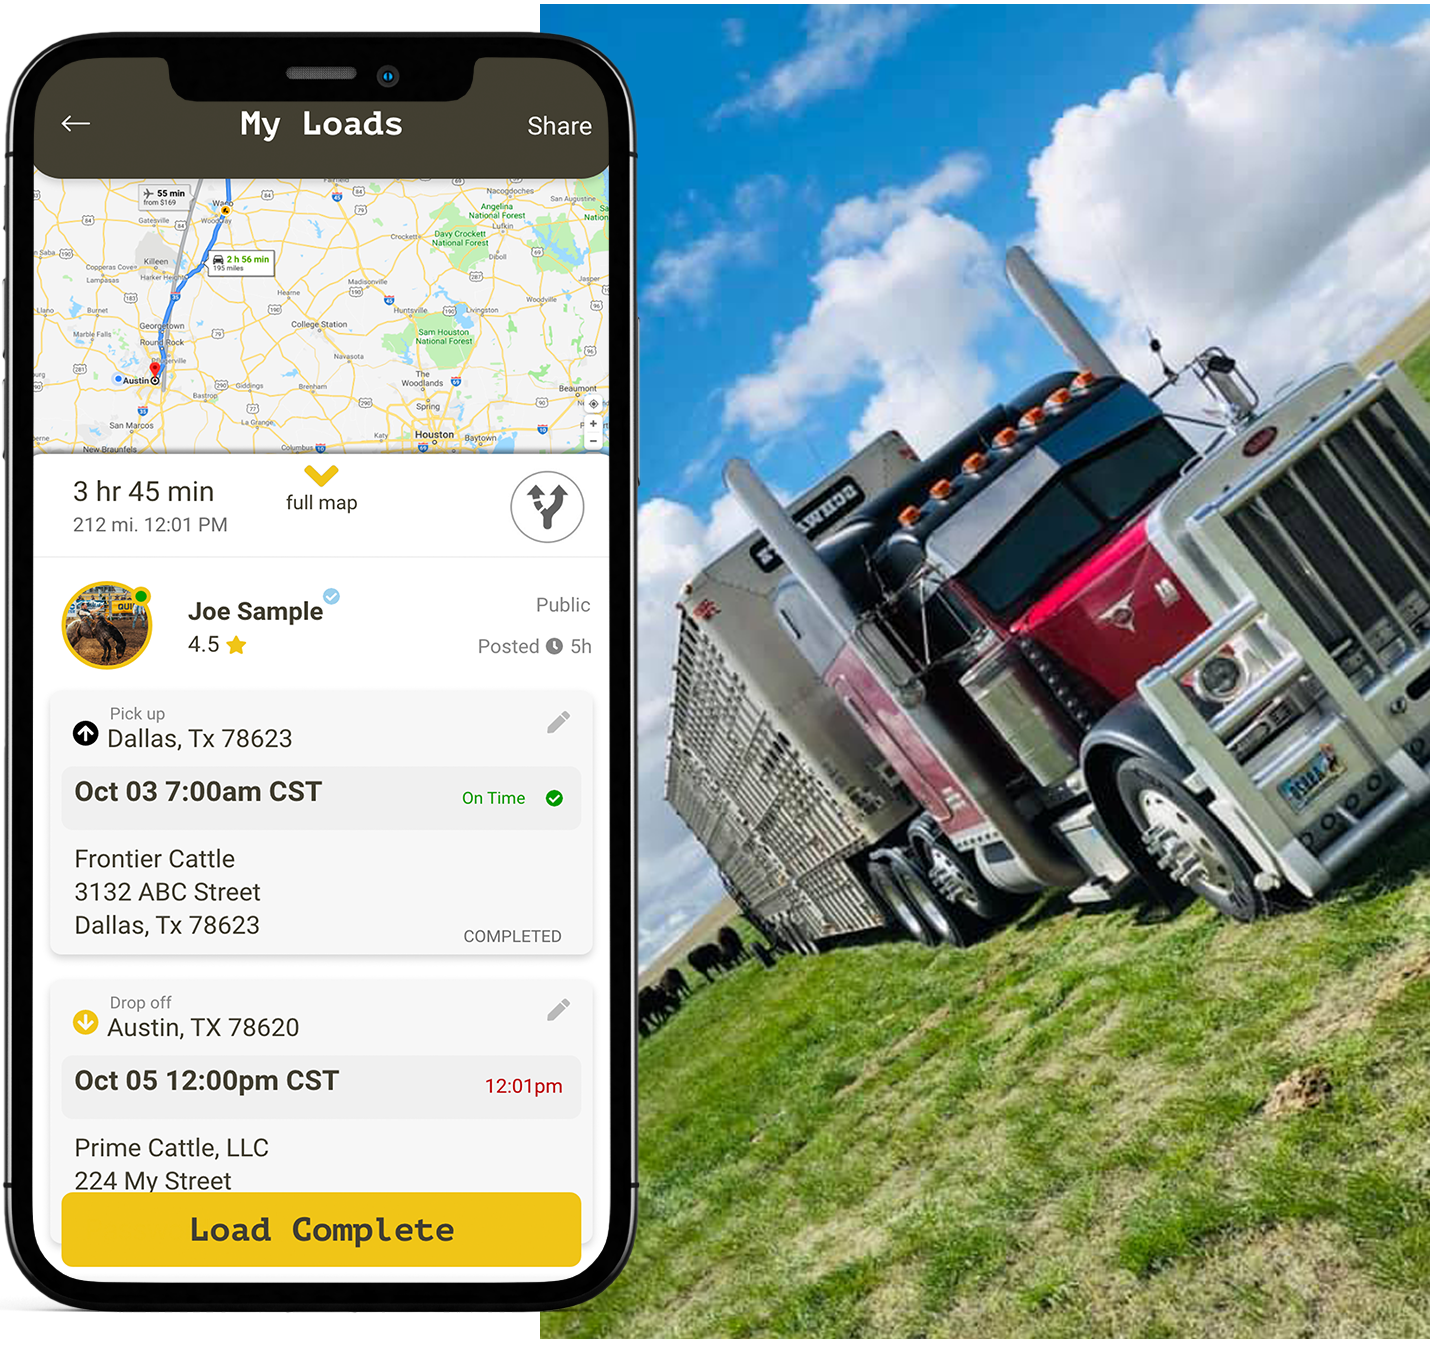 My Loads
Share
55 min
from $169
Waco
Woodway
Nacogdoches
San Augustine
Angelina
National Forest
Lufkin
Gatesville
Crockett
Davy Crockett
National Forest
Diboll
Killeen
2 h 56 min
195 miles
Copperas Cove
Harker Heights
Lampasas
Jasper
Madisonville
Hearne
Woodville
Llano
Burnet
Huntsville
Livingston
Georgetown
College Station
Marble Falls
Round Rock
Sam Houston
National Forest
Navasota
Austin
Giddings
Brenham
The
Woodlands
Beaumont
Bastrop
Spring
San Marcos
La Grange
Katy
Houston
Baytown
New Braunfels
Columbus
3 hr 45 min
full map
212 mi. 12:01 PM
Joe Sample
Public
4.5
Posted 5h
Pick up
Dallas, Tx 78623
Oct 03 7:00am CST
On Time
Frontier Cattle
3132 ABC Street
Dallas, Tx 78623
COMPLETED
Drop off
Austin, TX 78620
Oct 05 12:00pm CST
12:01pm
Prime Cattle, LLC
224 My Street
Load Complete